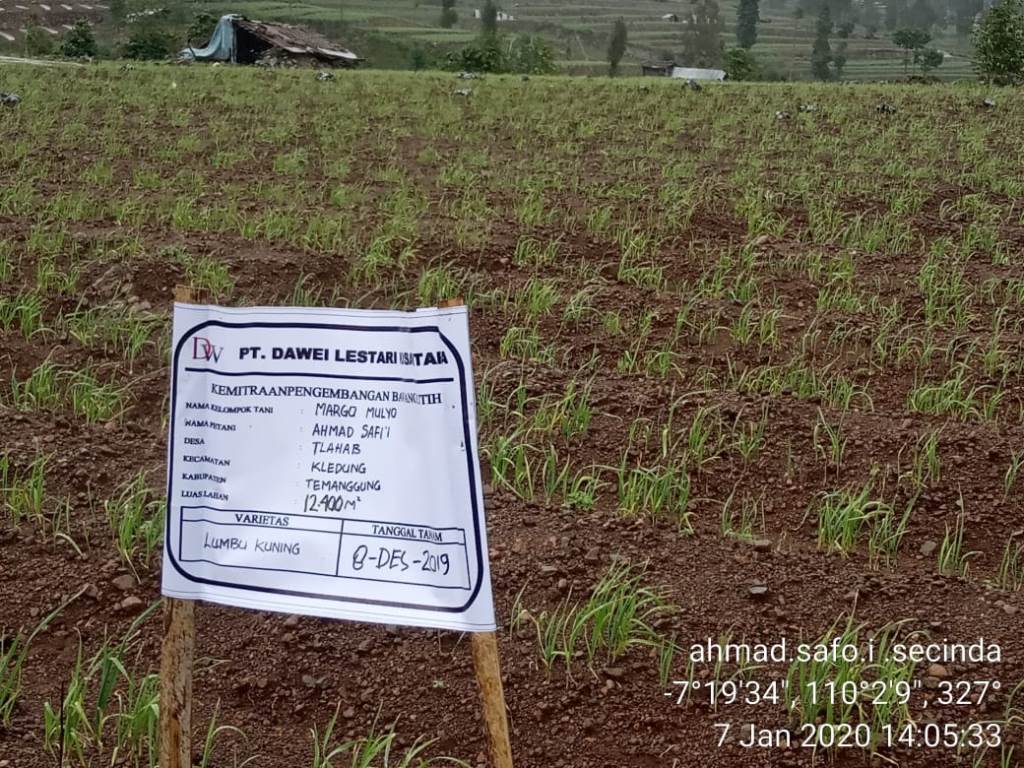 DW PT. DAWEI LESTARI
KEMITRAANPENGEMBANGAN
NAMA KELOMPOK TANI : MARGO MULYO
NAMA PETANI : AHMAD SAFI'I
DESA : TLAHAB
KECAMATAN : KLEDUNG
KABUPATEN : TEMANGGUNG
LUAS LAHAN : 12.400 M²
VARIETAS TANGGAL TANAM
LUMBU KUNING 8-DES-2019
ahmad.safo.i .secinda
-7°19'34", 110°2'9", 327°
7 Jan 2020 14:05:33